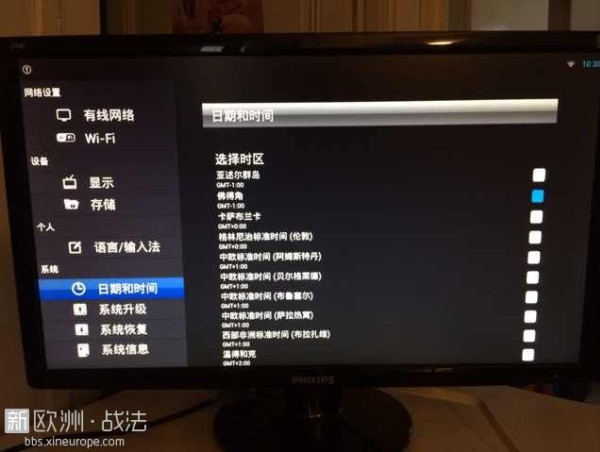 10:30
网络设置
有线网络
Wi-Fi
设备
显示
存储
个人
语言/输入法
系统
日期和时间
系统升级
系统恢复
系统信息
日期和时间
选择时区
亚述尔群岛
GMT-1:00
佛得角
GMT-1:00
卡萨布兰卡
GMT+0:00
格林尼治标准时间 (伦敦)
GMT+0:00
中欧标准时间 (阿姆斯特丹)
GMT+1:00
中欧标准时间 (贝尔格莱德)
GMT+1:00
中欧标准时间 (布鲁塞尔)
GMT+1:00
中欧标准时间 (萨拉热窝)
GMT+1:00
西部非洲标准时间 (布拉扎维)
GMT+1:00
温得和克
GMT+2:00
PHILIPS
新欧洲·战法
bbs.xineurope.com